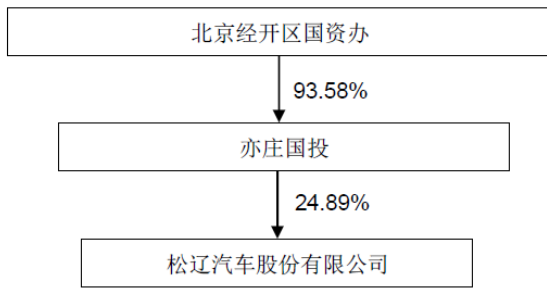 北京经开区国资办
93.58%
亦庄国投
24.89%
松辽汽车股份有限公司